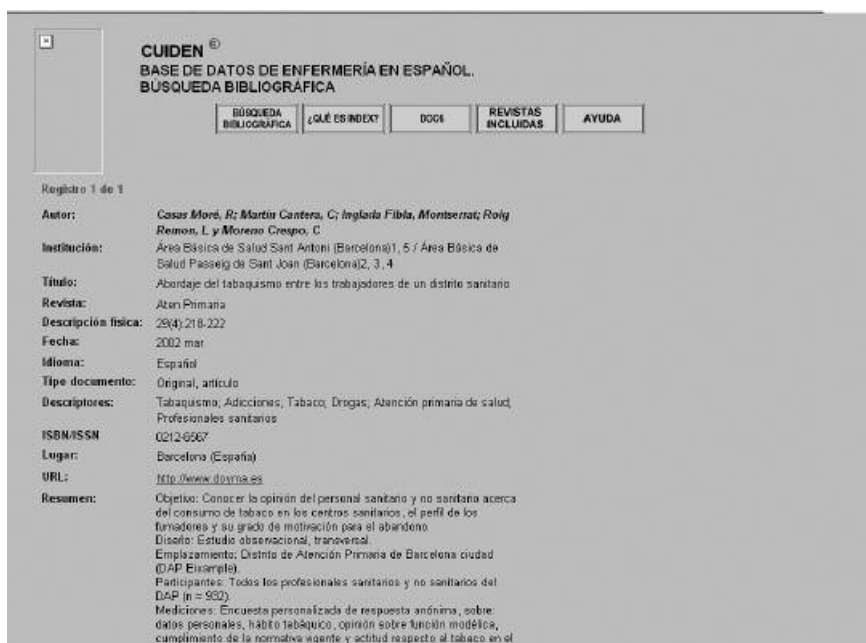 CUIDEN ®
BASE DE DATOS DE ENFERMERÍA EN ESPAÑOL.
BÚSQUEDA BIBLIOGRÁFICA
BÚSQUEDA BIBLIOGRÁFICA ¿QUÉ ES INDEX? DOCS REVISTAS INCLUIDAS AYUDA
Registro 1 de 1
Autor: Casas Moré, R; Martín Cantera, C; Inglada Fibla, Montserrat; Roig
Remon, L y Moreno Crespo, C
Institución: Área Básica de Salud Sant Antoni (Barcelona)1, 5 / Área Básica de
Salud Passeig de Sant Joan (Barcelona)2, 3, 4
Título: Abordaje del tabaquismo entre los trabajadores de un distrito sanitario
Revista: Aten Primaria
Descripción física: 29(4):218-222
Fecha: 2002 mar
Idioma: Español
Tipo documento: Original, artículo
Descriptores: Tabaquismo; Adicciones; Tabaco; Drogas; Atención primaria de salud;
Profesionales sanitarios
ISBN/ISSN 0212-6567
Lugar: Barcelona (España)
URL: http://www.doyma.es
Resumen: Objetivo: Conocer la opinión del personal sanitario y no sanitario acerca
del consumo de tabaco en los centros sanitarios, el perfil de los
fumadores y su grado de motivación para el abandono.
Diseño: Estudio observacional, transversal.
Emplazamiento: Distrito de Atención Primaria de Barcelona ciudad
(DAP Eixample).
Participantes: Todos los profesionales sanitarios y no sanitarios del
DAP (n = 932).
Mediciones: Encuesta personalizada de respuesta anónima, sobre:
datos personales, hábito tabáquico, opinión sobre función modélica,
cumplimiento de la normativa vigente y actitud respecto al tabaco en el